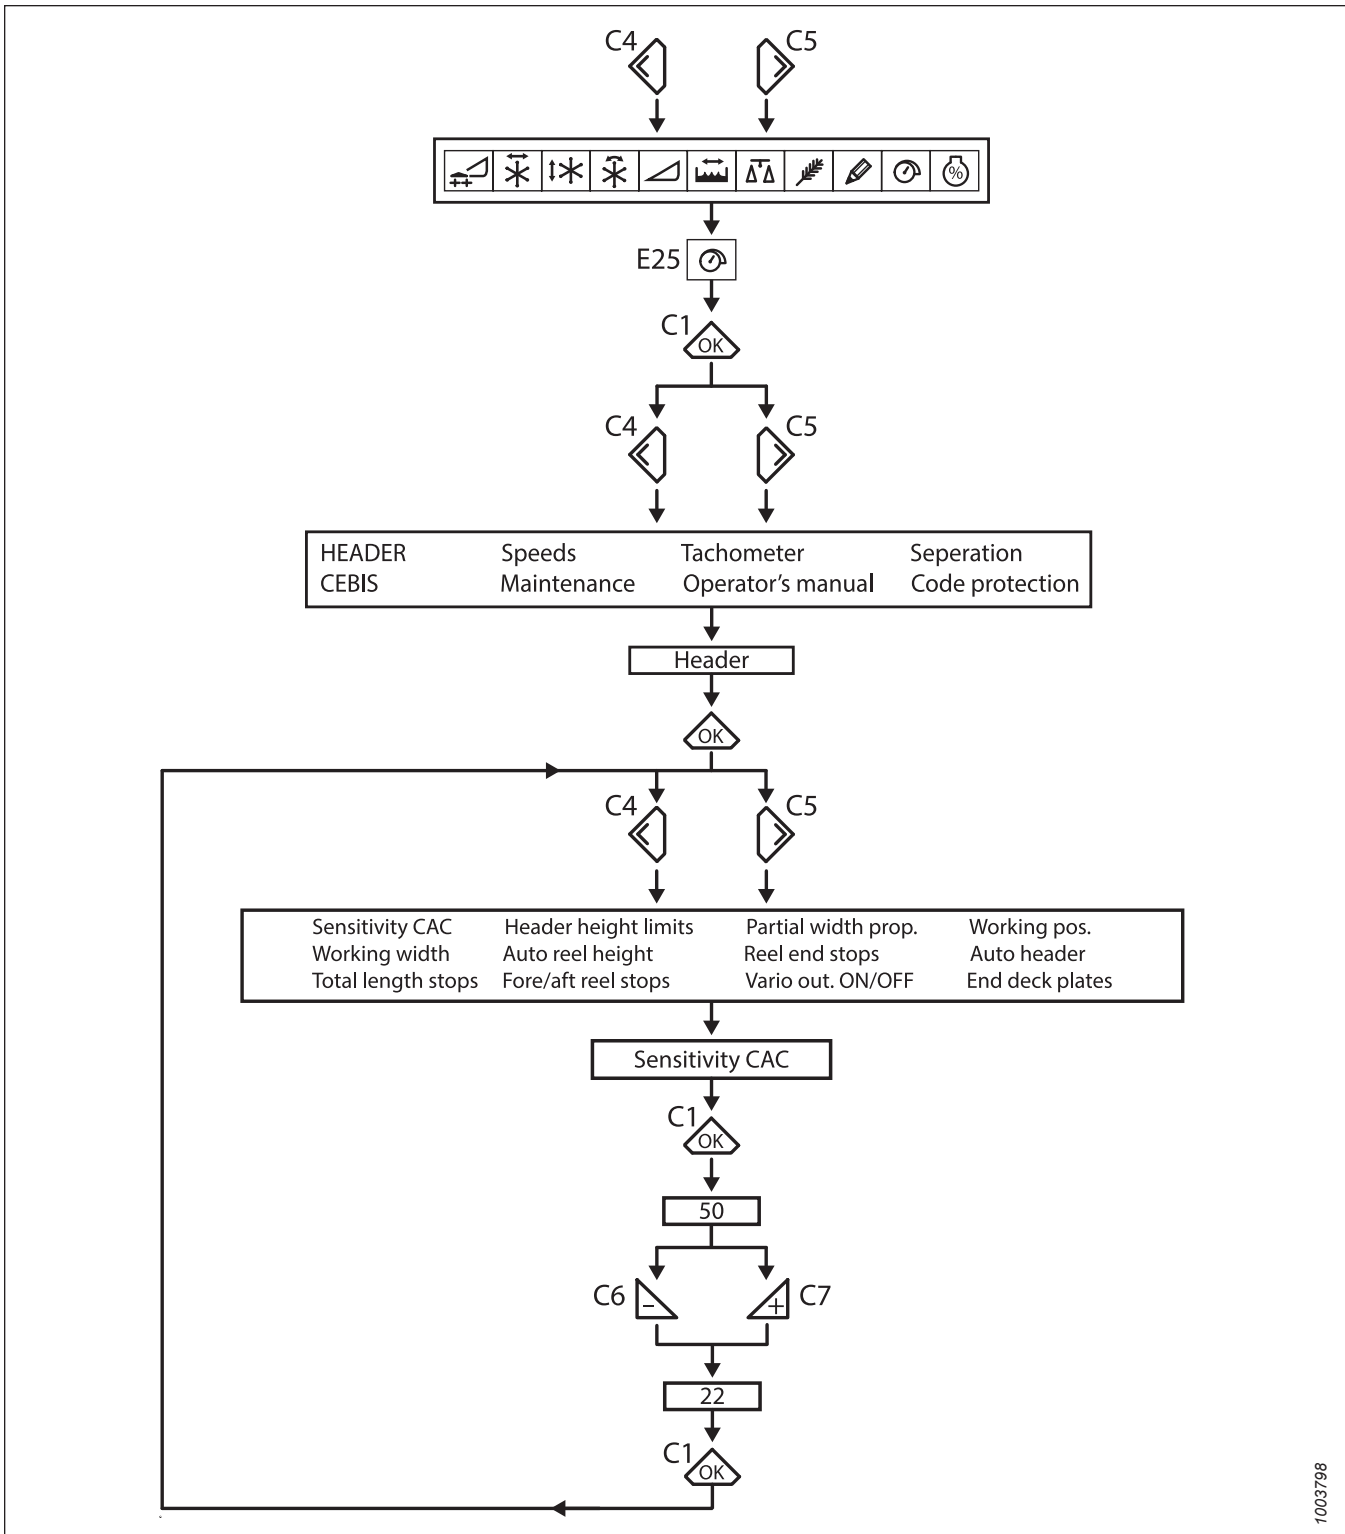 C4 C5
%
E25
C1
OK
C4 C5
HEADER Speeds Tachometer Seperation
CEBIS Maintenance Operator’s manual Code protection
Header
OK
C4 C5
Sensitivity CAC Header height limits Partial width prop. Working pos.
Working width Auto reel height Reel end stops Auto header
Total length stops Fore/aft reel stops Vario out. ON/OFF End deck plates
Sensitivity CAC
C1
OK
50
C6 - + C7
22
C1
OK
1003798